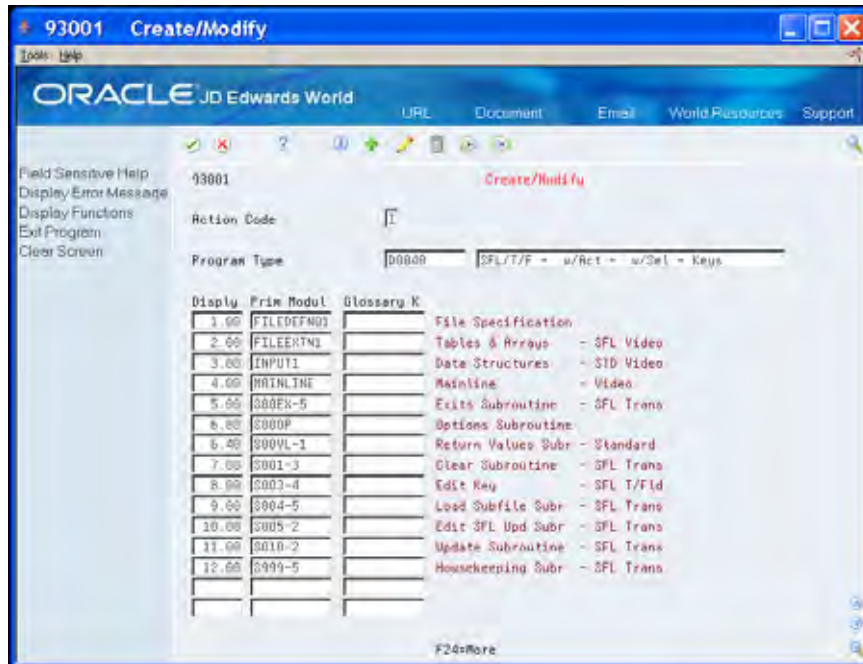 93001 Create/Modify
Tools Help
ORACLE JD Edwards World
URL Document Email World Resources Support
Field Sensitive Help
Display Error Message
Display Functions
Exit Program
Clear Screen
93001 Create/Modify
Action Code I
Program Type SFL/T/F - w/Act - w/Sel - Keys
Disply Prim Modul Glossary K
1.00 FILEDEFN01 File Specification
2.00 FILEEXTN1 Tables & Arrays - SFL Video
3.00 INPUT1 Data Structures - STD Video
4.00 MAINLINE Mainline - Video
5.00 S00EX-5 Exits Subroutine - SFL Trans
6.00 S00OP Options Subroutine
6.40 S00VL-1 Return Values Subr - Standard
7.00 S001-3 Clear Subroutine - SFL Trans
8.00 S003-4 Edit Key - SFL T/Fld
9.00 S004-5 Load Subfile Subr - SFL Trans
10.00 S005-2 Edit SFL Upd Subr - SFL Trans
11.00 S010-2 Update Subroutine - SFL Trans
12.00 S999-5 Housekeeping Subr - SFL Trans
F24=More